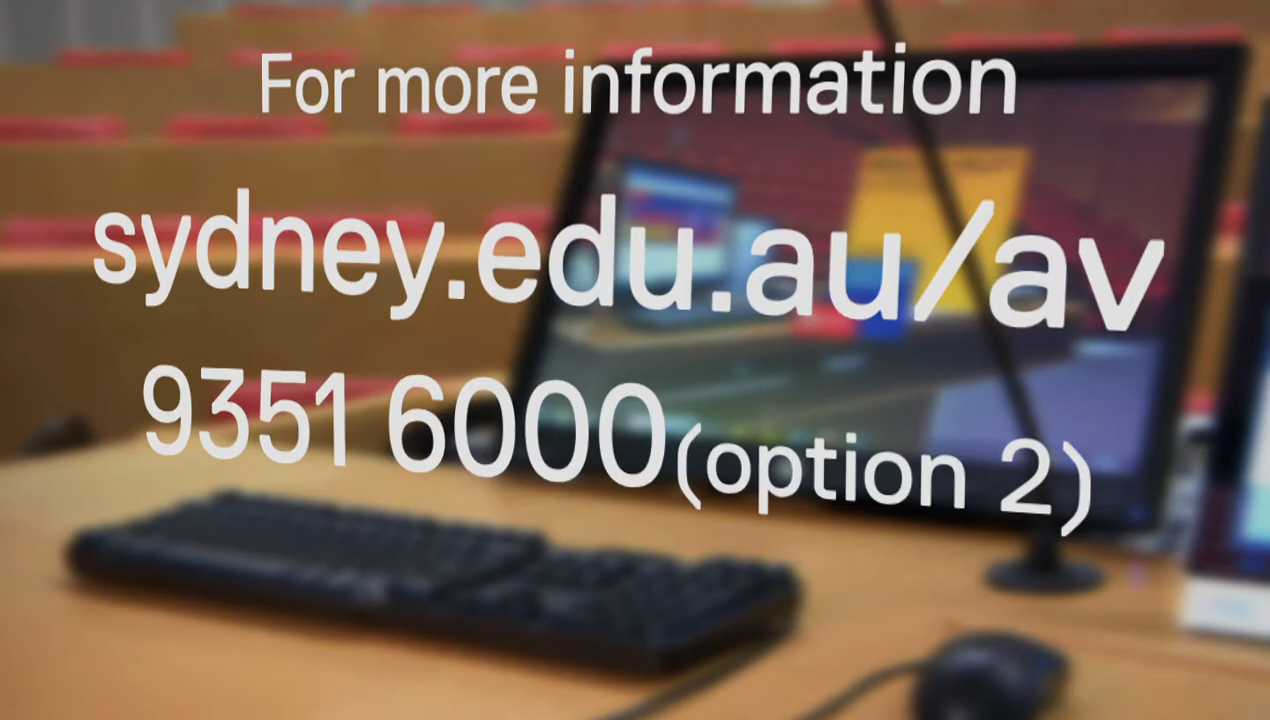 For more information
sydney.edu.au/av
9351 6000(option 2)